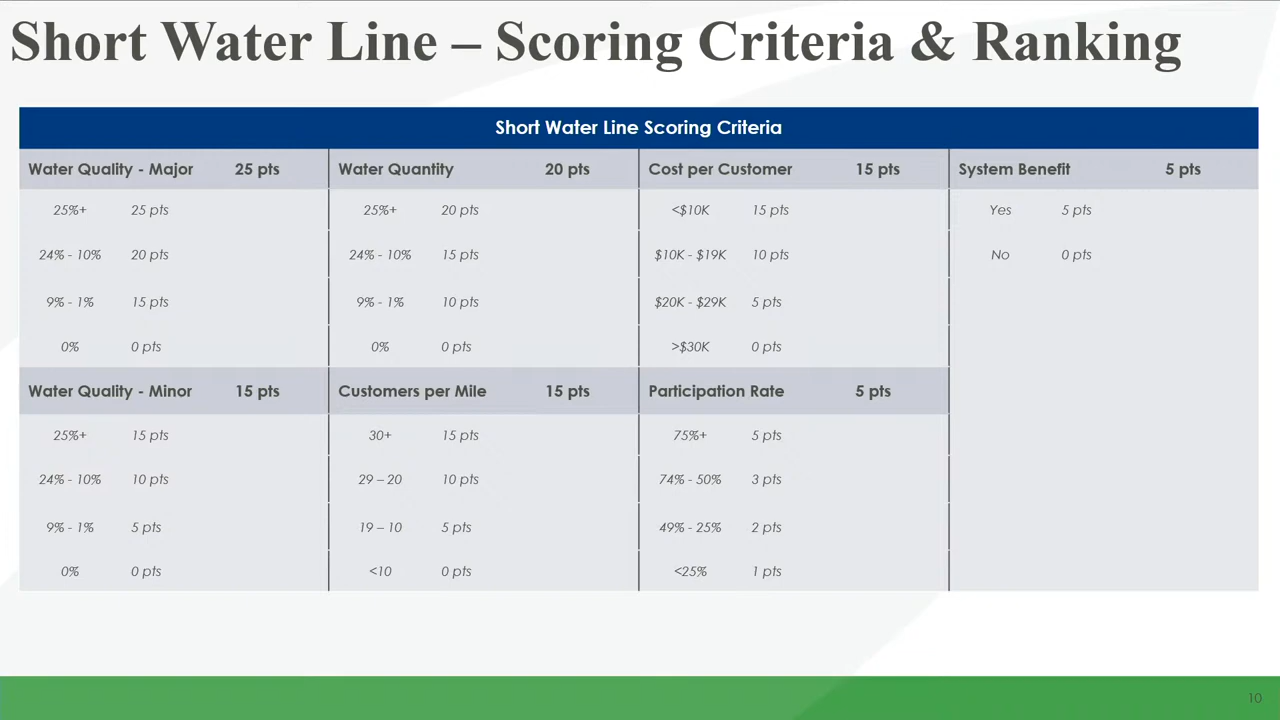 Short Water Line – Scoring Criteria & Ranking
Short Water Line Scoring Criteria
Water Quality - Major 25 pts Water Quantity 20 pts Cost per Customer 15 pts System Benefit 5 pts
25%+ 25 pts 25%+ 20 pts <$10K 15 pts Yes 5 pts
24% - 10% 20 pts 24% - 10% 15 pts $10K - $19K 10 pts No 0 pts
9% - 1% 15 pts 9% - 1% 10 pts $20K - $29K 5 pts
0% 0 pts 0% 0 pts >$30K 0 pts
Water Quality - Minor 15 pts Customers per Mile 15 pts Participation Rate 5 pts
25%+ 15 pts 30+ 15 pts 75%+ 5 pts
24% - 10% 10 pts 29 – 20 10 pts 74% - 50% 3 pts
9% - 1% 5 pts 19 – 10 5 pts 49% - 25% 2 pts
0% 0 pts <10 0 pts <25% 1 pts
10